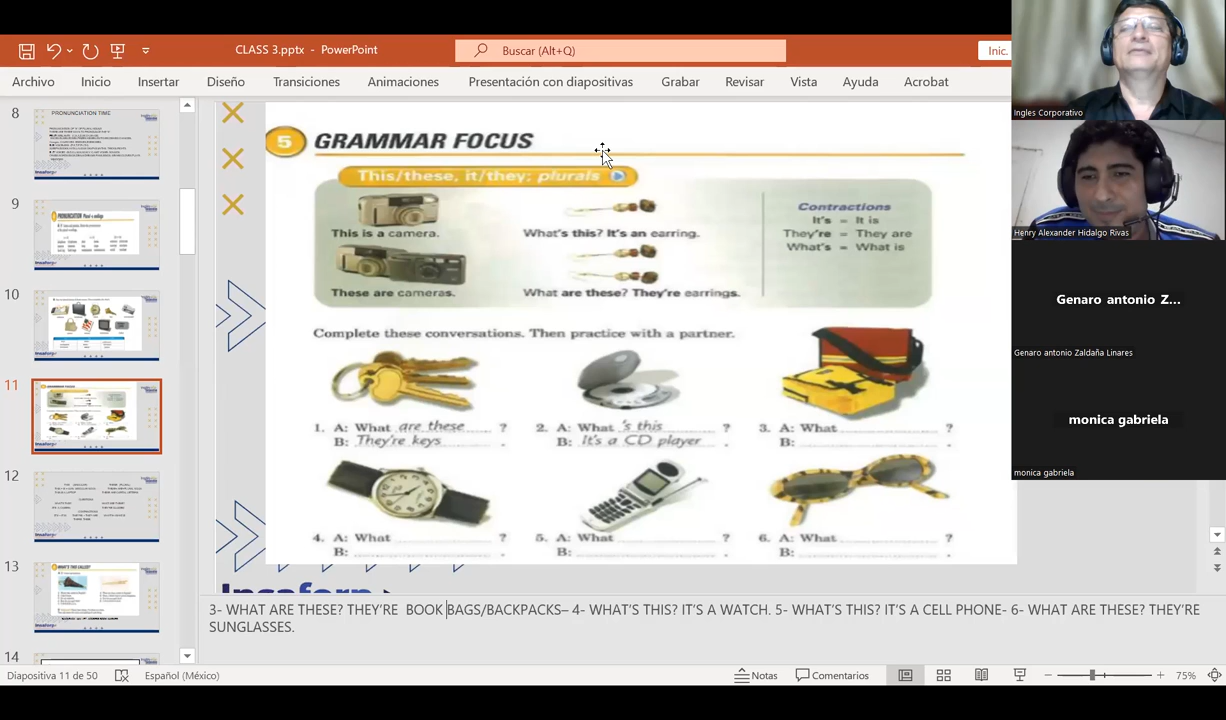 CLASS 3.pptx - PowerPoint
Buscar (Alt+Q)
Inic.
Archivo Inicio Insertar Diseño Transiciones Animaciones Presentación con diapositivas Grabar Revisar Vista Ayuda Acrobat
8
PRONUNCIATION TIME
9
10
11
12
13
WHAT'S THIS CALLED?
14
5 GRAMMAR FOCUS
This/these, it/they; plurals
This is a camera.
What's this? It's an earring.
These are cameras.
What are these? They're earrings.
Contractions
It's = It is
They're = They are
What's = What is
Complete these conversations. Then practice with a partner.
1. A: What are these ?
B: They're keys .
2. A: What 's this ?
B: It's a CD player .
3. A: What ?
B: .
4. A: What ?
B: .
5. A: What ?
B: .
6. A: What ?
B: .
3- WHAT ARE THESE? THEY'RE BOOK BAGS/BACKPACKS– 4- WHAT'S THIS? IT'S A WATCH. 5- WHAT'S THIS? IT'S A CELL PHONE- 6- WHAT ARE THESE? THEY'RE
SUNGLASSES.
Diapositiva 11 de 50
Español (México)
Notas
Comentarios
75%
Ingles Corporativo
Henry Alexander Hidalgo Rivas
Genaro antonio Z...
Genaro antonio Zaldaña Linares
monica gabriela
monica gabriela